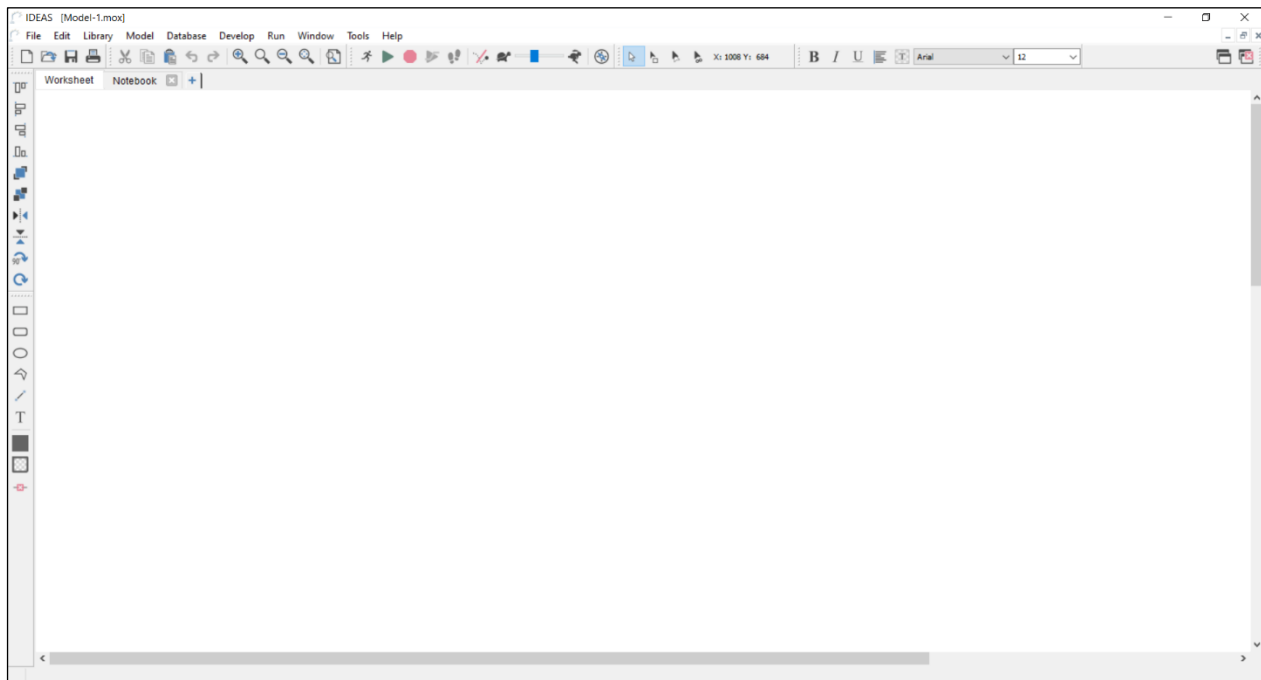 IDEAS [Model-1.mox]
File Edit Library Model Database Develop Run Window Tools Help
X: 1008 Y: 684 B I U T Arial 12
Worksheet Notebook +
90°
T